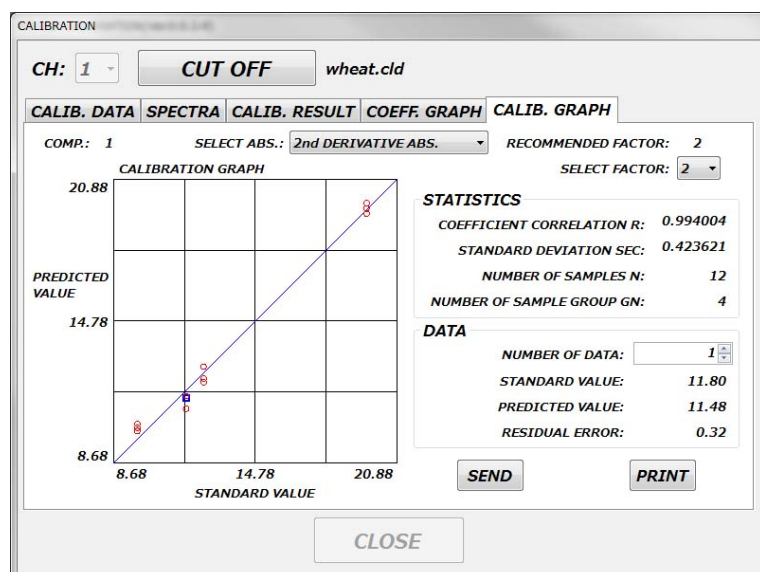 CALIBRATION
CH: 1 CUT OFF wheat.cld
CALIB. DATA SPECTRA CALIB. RESULT COEFF. GRAPH CALIB. GRAPH
COMP.: 1 SELECT ABS.: 2nd DERIVATIVE ABS. RECOMMENDED FACTOR: 2
SELECT FACTOR: 2
CALIBRATION GRAPH
20.88
PREDICTED
VALUE
14.78
8.68
8.68 14.78 20.88
STANDARD VALUE
STATISTICS
COEFFICIENT CORRELATION R: 0.994004
STANDARD DEVIATION SEC: 0.423621
NUMBER OF SAMPLES N: 12
NUMBER OF SAMPLE GROUP GN: 4
DATA
NUMBER OF DATA: 1
STANDARD VALUE: 11.80
PREDICTED VALUE: 11.48
RESIDUAL ERROR: 0.32
SEND PRINT
CLOSE